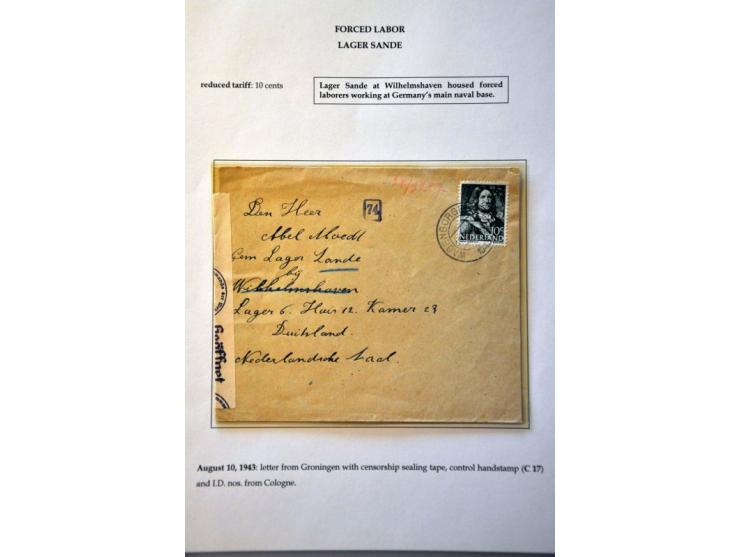 FORCED LABOR
LAGER SANDE
reduced tariff: 10 cents
Lager Sande at Wilhelmshaven housed forced
laborers working at Germany's main naval base.
74
10c
NEDERLAND
Den Heer
Abel
Gem Lager Sande
bij
Wilhelmshaven
Lager 6. Huis 12. Kamer 23
Duitsland.
Nederlandsche taal.
Geöffnet
August 10, 1943: letter from Groningen with censorship sealing tape, control handstamp (C 17)
and I.D. nos. from Cologne.